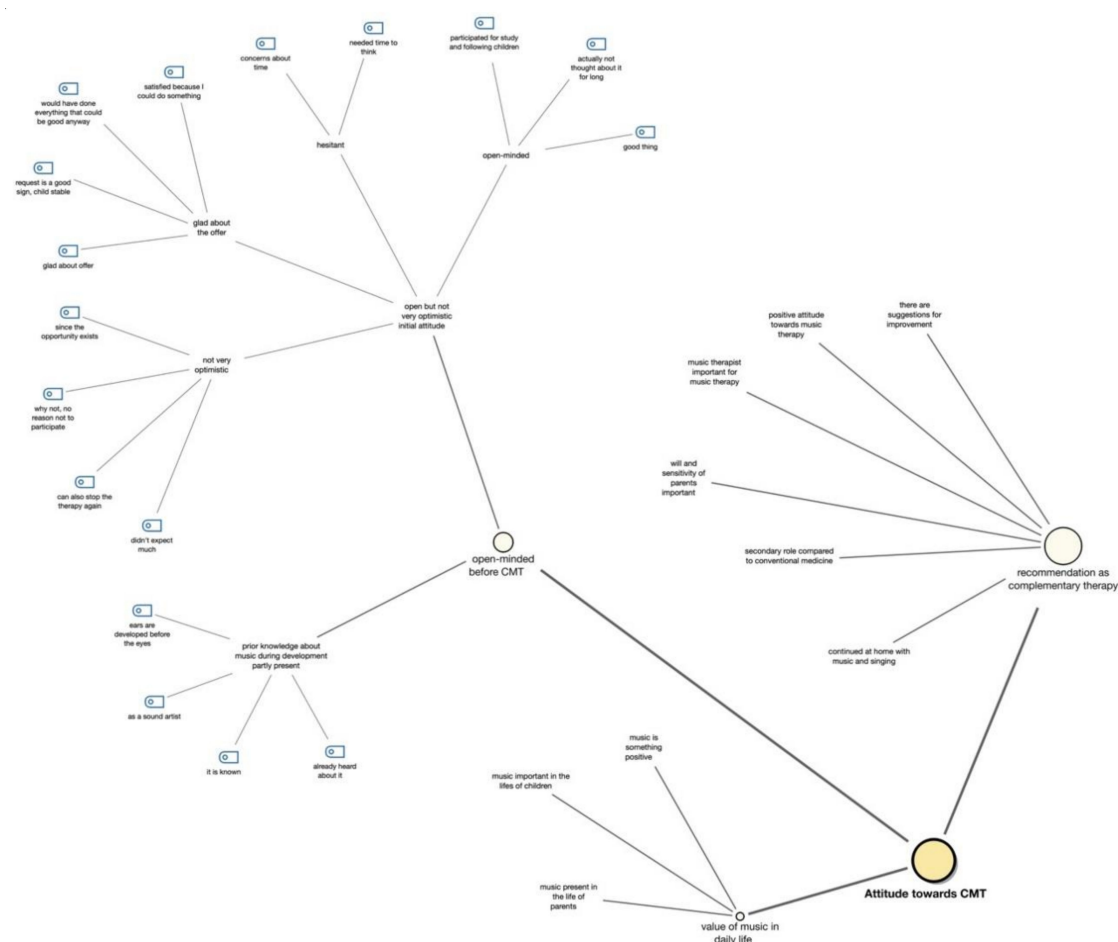 concerns about
time
needed time to
think
participated for study
and following children
actually not
thought about it
for long
good thing
satisfied because I
could do something
would have done
everything that could
be good anyway
hesitant
open-minded
request is a good
sign, child stable
glad about
the offer
glad about offer
open but not
very optimistic
initial attitude
since the
opportunity exists
not very
optimistic
why not, no
reason not to
participate
can also stop the
therapy again
didn't expect
much
open-minded
before CMT
ears are
developed before
the eyes
prior knowledge about
music during development
partly present
as a sound artist
it is known
already heard
about it
there are
suggestions for
improvement
positive attitude
towards music
therapy
music therapist
important for
music therapy
will and
sensitivity of
parents
important
secondary role compared
to conventional medicine
recommendation as
complementary therapy
continued at home with
music and singing
music is
something
positive
music important in the
lifes of children
music present in
the life of
parents
value of music in
daily life
Attitude towards CMT